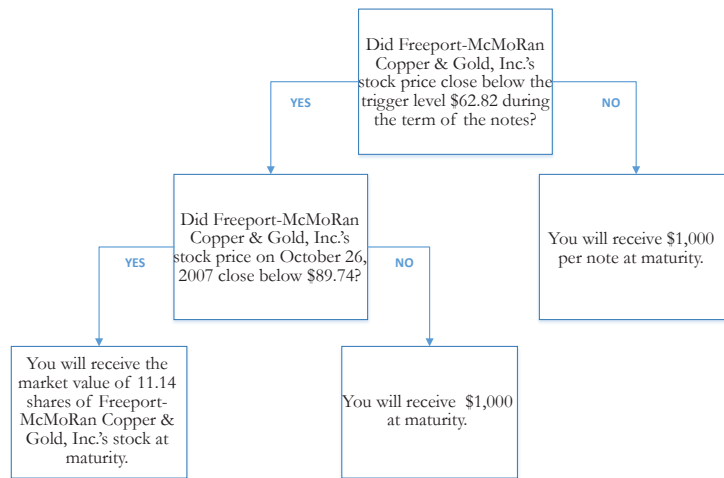 Did Freeport-McMoRan
Copper & Gold, Inc.'s
stock price close below the
trigger level $62.82 during
the term of the notes?
YES
NO
Did Freeport-McMoRan
Copper & Gold, Inc.'s
stock price on October 26,
2007 close below $89.74?
You will receive $1,000
per note at maturity.
YES
NO
You will receive the
market value of 11.14
shares of Freeport-
McMoRan Copper &
Gold, Inc.'s stock at
maturity.
You will receive $1,000
at maturity.